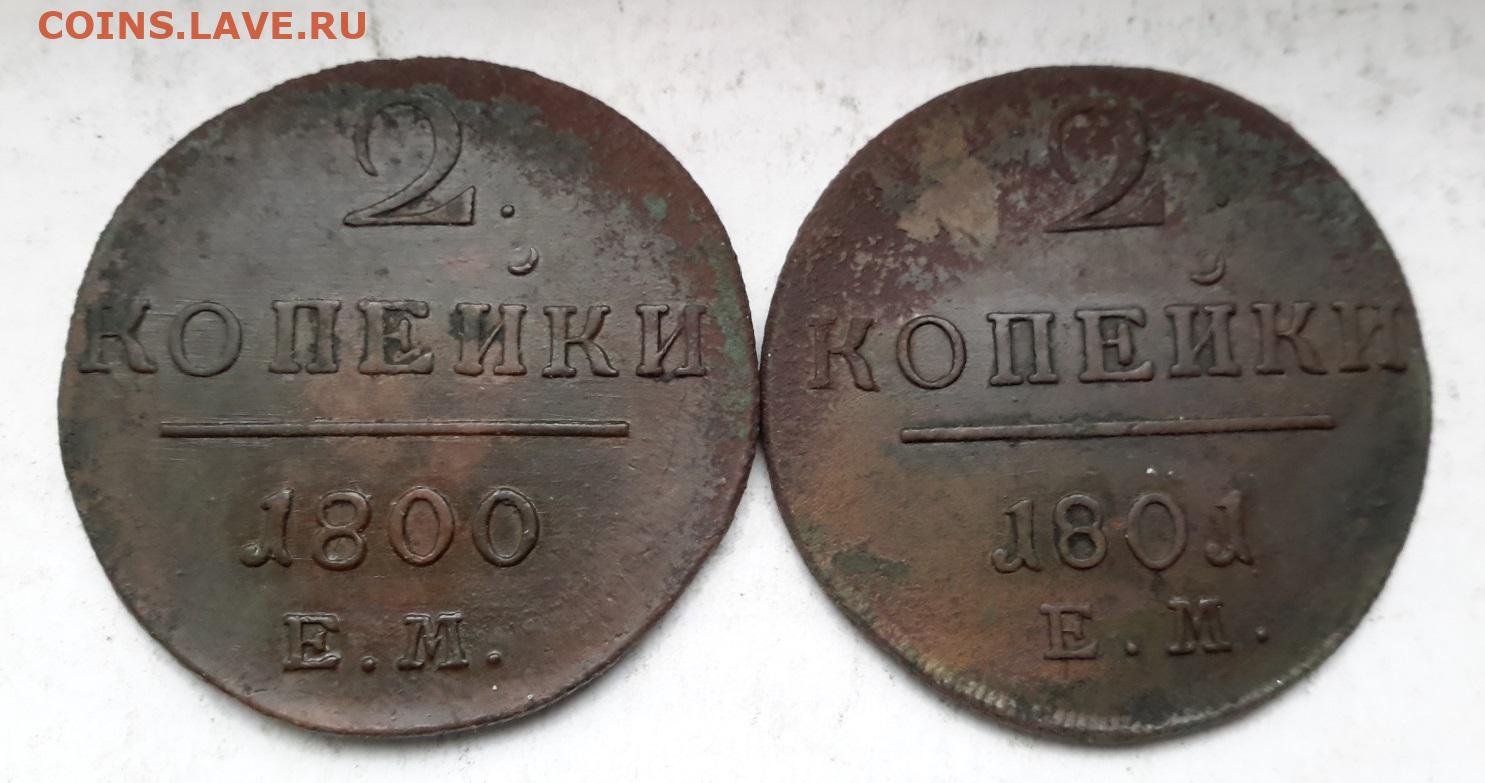 COINS.LAVE.RU
2.
КОПЕЙКИ
1800
Е.М.
2.
КОПЕЙКИ
1801
Е.М.